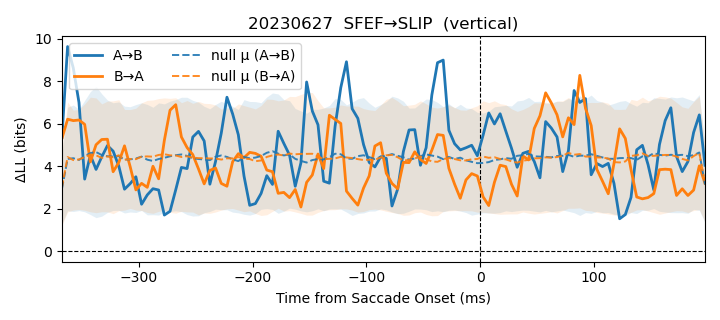 20230627  SFEF→SLIP  (vertical)
A→B
B→A
null μ (A→B)
null μ (B→A)
ΔLL (bits)
10
8
6
4
2
0
−300
−200
−100
0
100
Time from Saccade Onset (ms)